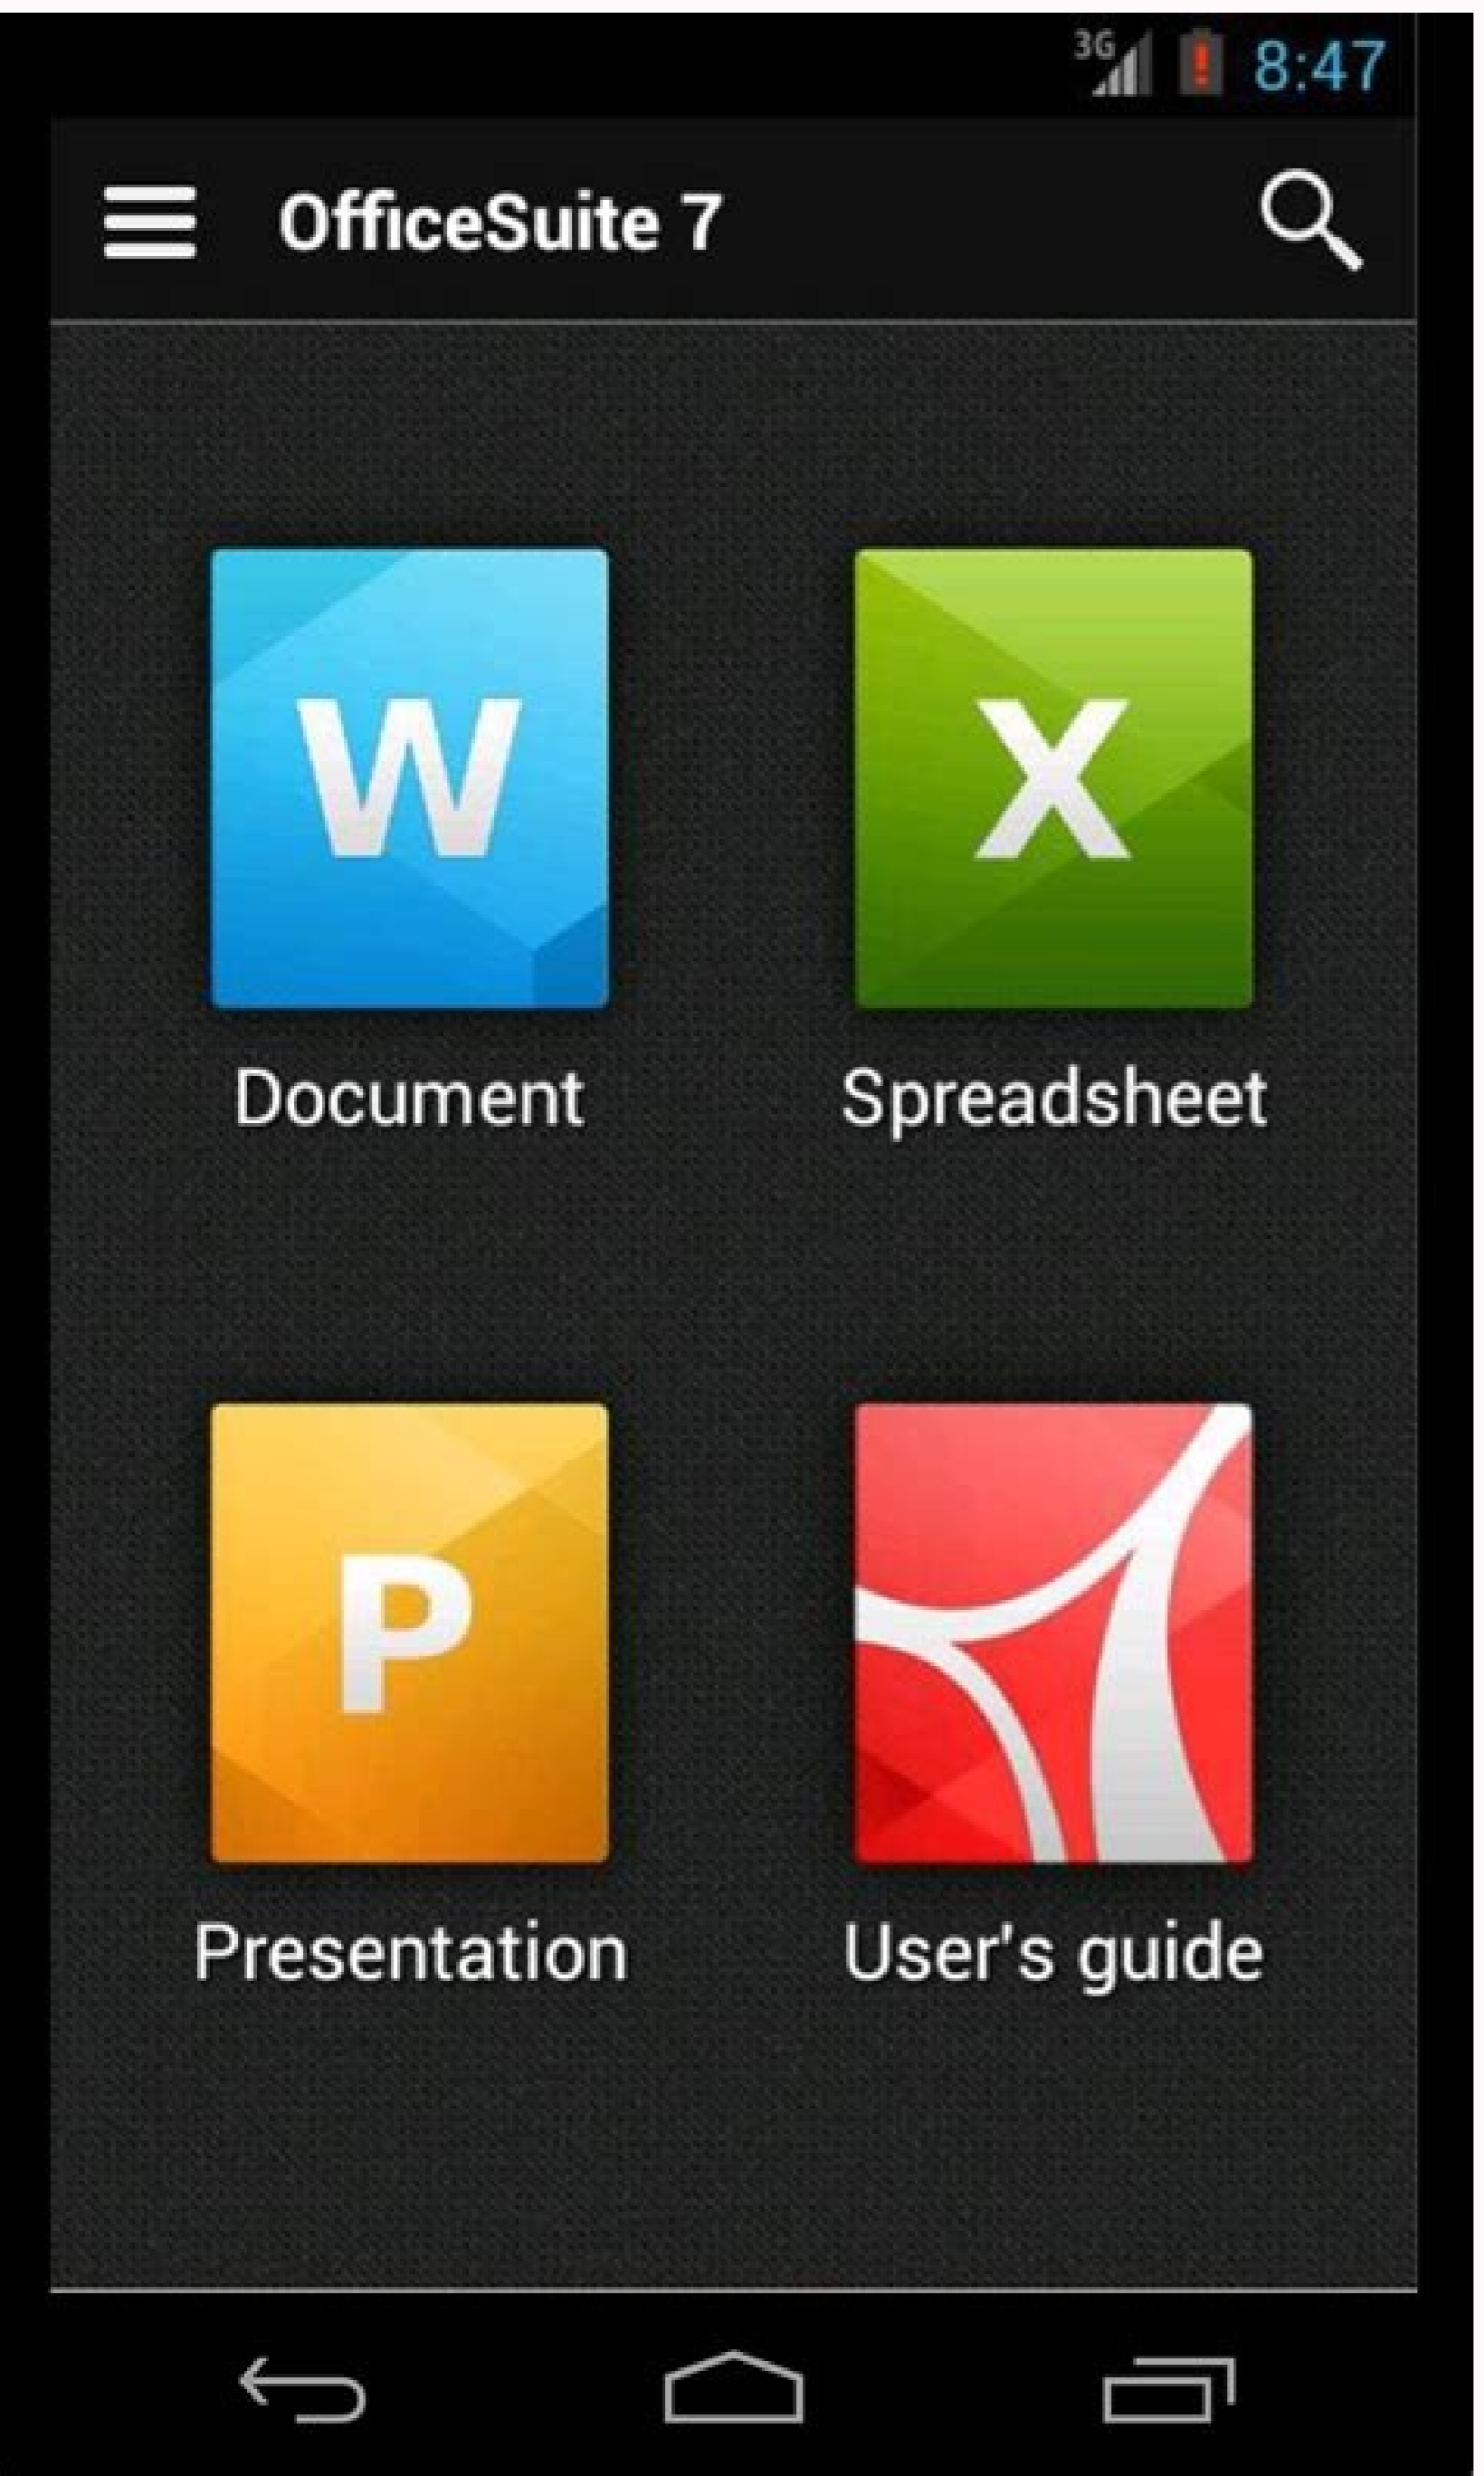 3G 8:47
OfficeSuite 7
W X
Document Spreadsheet
P
Presentation User's guide